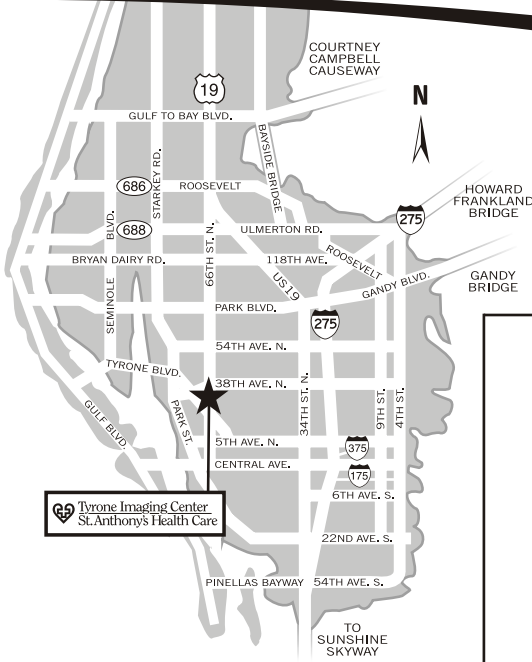 COURTNEY
CAMPBELL
CAUSEWAY
19
N
GULF TO BAY BLVD.
BAYSIDE BRIDGE
STARKEY RD.
686
ROOSEVELT
HOWARD
FRANKLAND
BRIDGE
275
BLVD.
688
66TH ST. N.
ULMERTON RD.
ROOSEVELT
BRYAN DAIRY RD.
118TH AVE.
GANDY
BRIDGE
SEMINOLE
US 19
GANDY BLVD.
PARK BLVD.
275
54TH AVE. N.
TYRONE BLVD.
38TH AVE. N.
34TH ST. N.
9TH ST.
4TH ST.
GULF BLVD.
PARK ST.
5TH AVE. N.
375
CENTRAL AVE.
175
6TH AVE. S.
Tyrone Imaging Center
St. Anthony's Health Care
22ND AVE. S.
PINELLAS BAYWAY
54TH AVE. S.
TO
SUNSHINE
SKYWAY